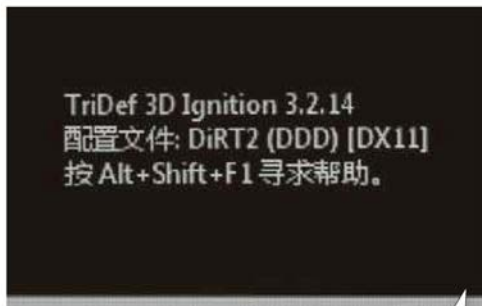 TriDef 3D Ignition 3.2.14
配置文件: DiRT2 (DDD) [DX11]
按 Alt+Shift+F1 寻求帮助。